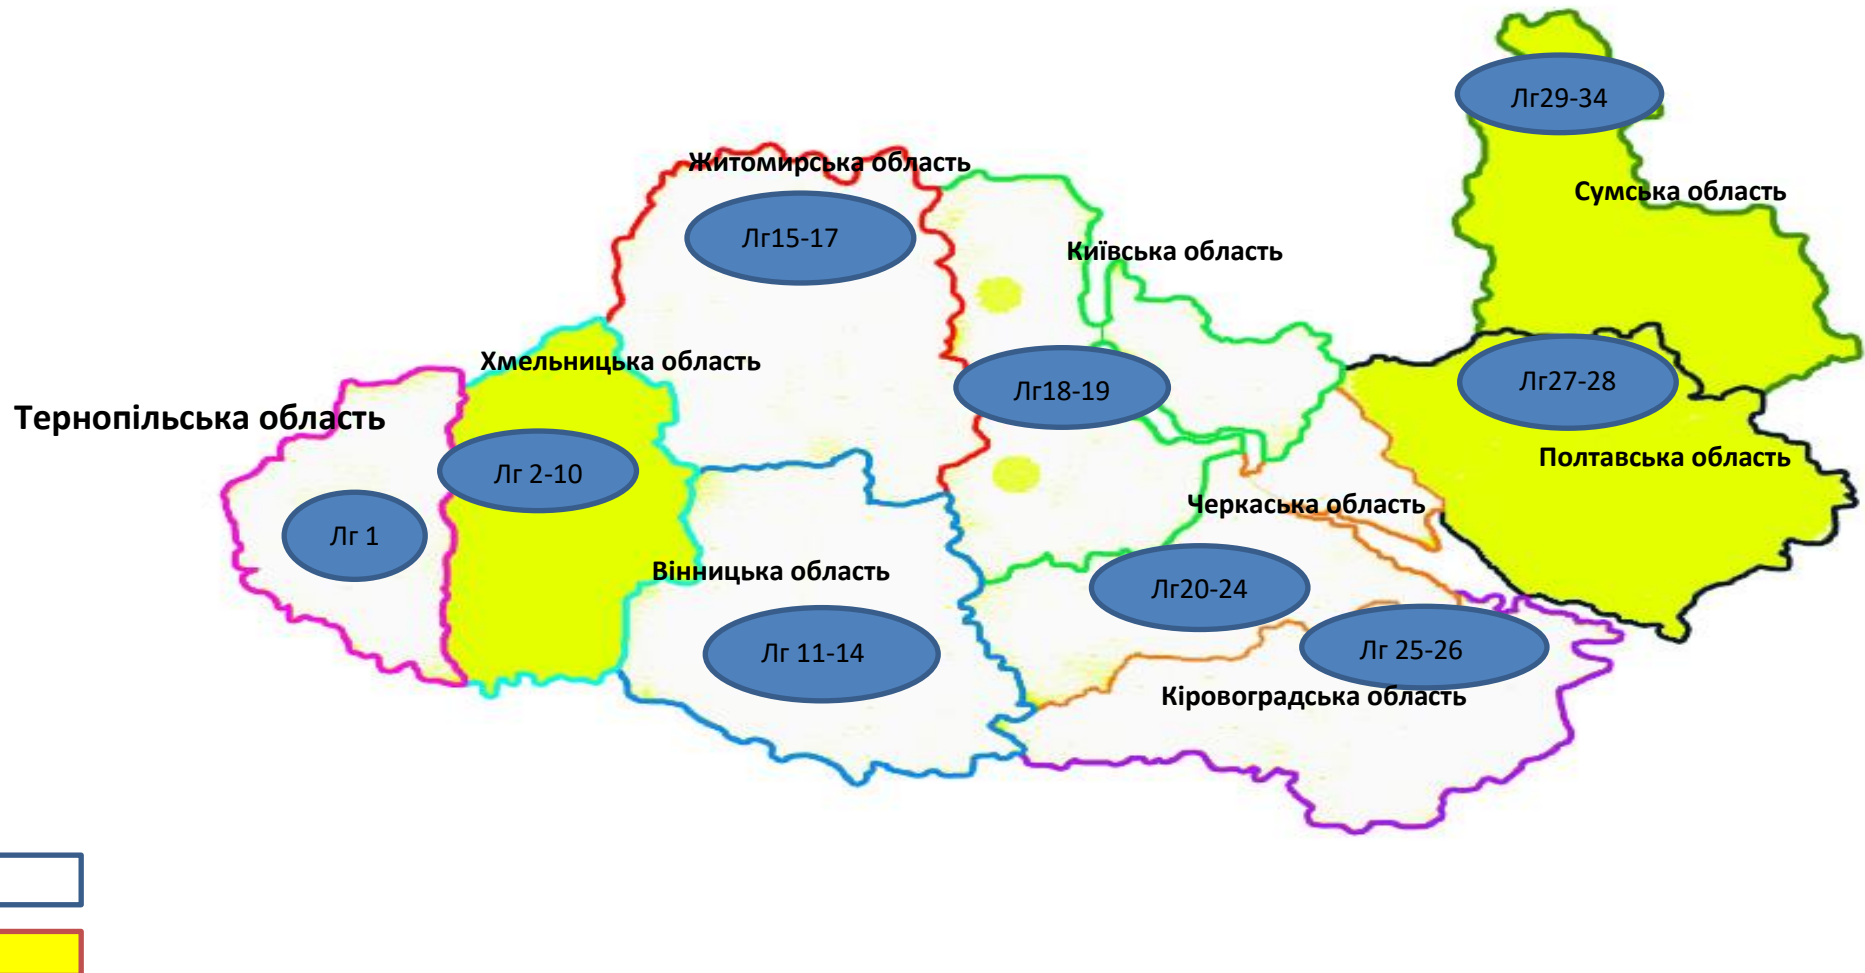 Лг29-34
Житомирська область
Сумська область
Лг15-17
Київська область
Хмельницька область
Лг18-19
Лг27-28
Тернопільська область
Полтавська область
Лг 2-10
Черкаська область
Лг 1
Вінницька область
Лг20-24
Лг 11-14
Лг 25-26
Кіровоградська область